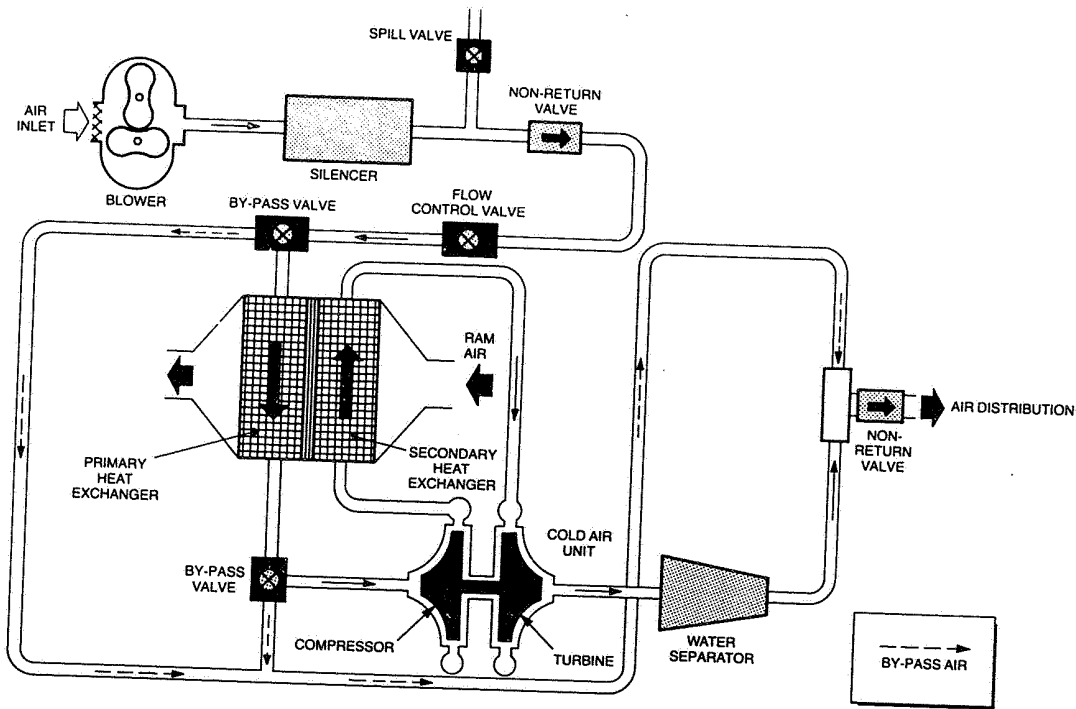 SPILL VALVE
NON-RETURN
VALVE
AIR
INLET
BLOWER
SILENCER
BY-PASS VALVE
FLOW
CONTROL VALVE
RAM
AIR
AIR DISTRIBUTION
NON-
RETURN
VALVE
PRIMARY
HEAT
EXCHANGER
SECONDARY
HEAT
EXCHANGER
COLD AIR
UNIT
BY-PASS
VALVE
COMPRESSOR
TURBINE
WATER
SEPARATOR
BY-PASS AIR